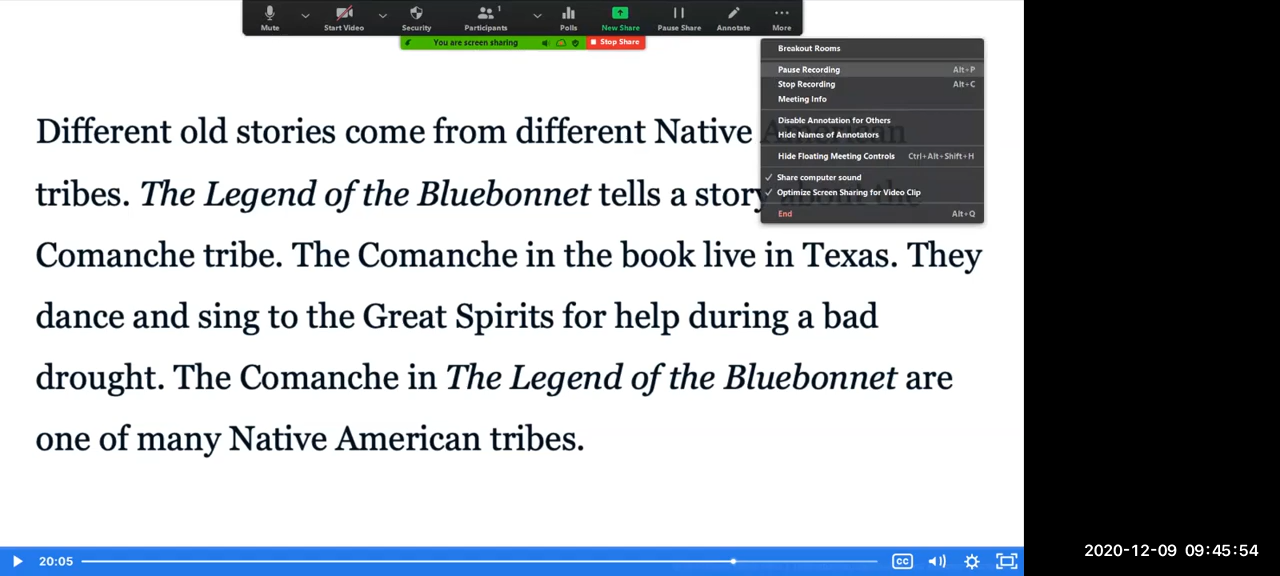 1
Mute Start Video Security Participants Polls New Share Pause Share Annotate More
You are screen sharing Stop Share
Breakout Rooms
Pause Recording Alt+P
Stop Recording Alt+C
Meeting Info
Disable Annotation for Others
Hide Names of Annotators
Hide Floating Meeting Controls Ctrl+Alt+Shift+H
Share computer sound
Optimize Screen Sharing for Video Clip
End Alt+Q
Different old stories come from different Native American
tribes. The Legend of the Bluebonnet tells a story about the
Comanche tribe. The Comanche in the book live in Texas. They
dance and sing to the Great Spirits for help during a bad
drought. The Comanche in The Legend of the Bluebonnet are
one of many Native American tribes.
20:05 CC
2020-12-09 09:45:54